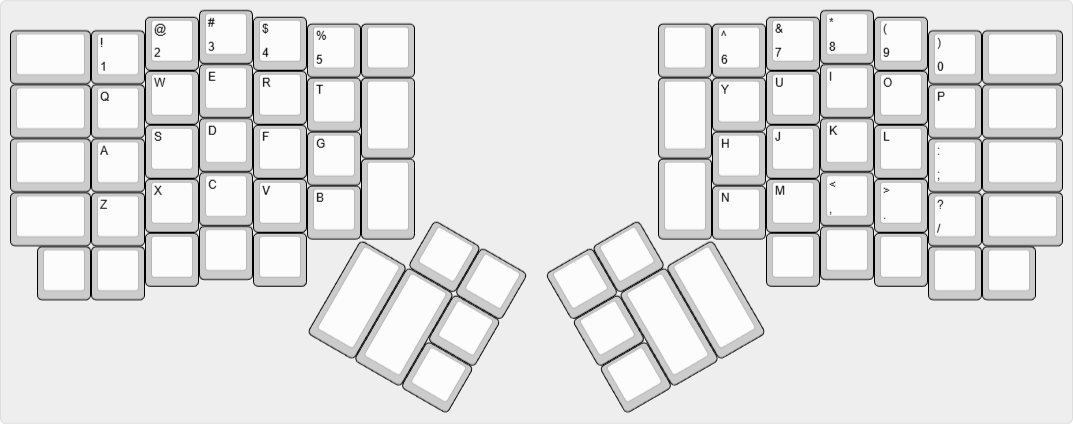 ! @ # $ %
1 2 3 4 5
^ & * ( )
6 7 8 9 0
Q W E R T
Y U I O P
A S D F G
H J K L :
;
Z X C V B
N M < > ?
, . /